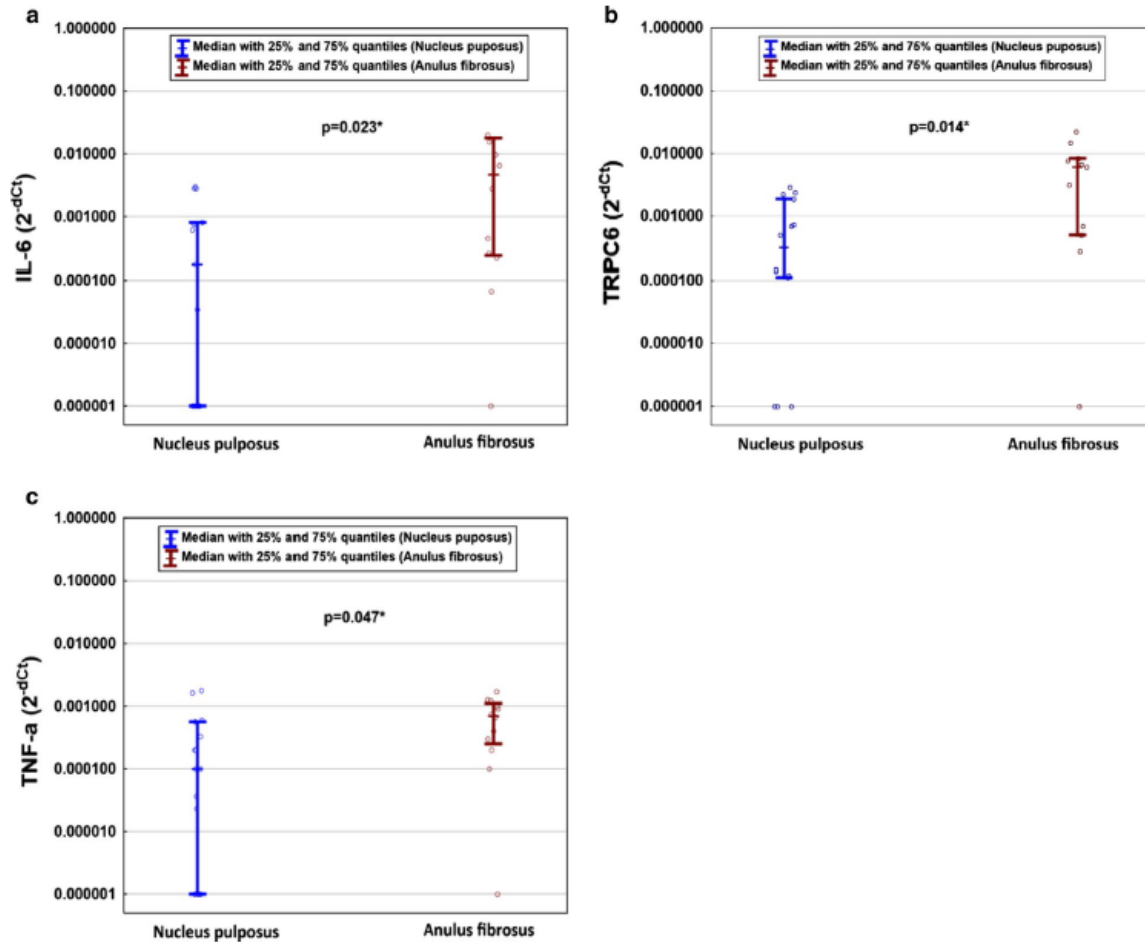 a
1.000000
Median with 25% and 75% quantiles (Nucleus puposus)
Median with 25% and 75% quantiles (Anulus fibrosus)
0.100000
p=0.023*
0.010000
0.001000
0.000100
0.000010
0.000001
IL-6 (2^-dCt)
Nucleus pulposus
Anulus fibrosus
b
1.000000
Median with 25% and 75% quantiles (Nucleus puposus)
Median with 25% and 75% quantiles (Anulus fibrosus)
0.100000
p=0.014*
0.010000
0.001000
0.000100
0.000010
0.000001
TRPC6 (2^-dCt)
Nucleus pulposus
Anulus fibrosus
c
1.000000
Median with 25% and 75% quantiles (Nucleus puposus)
Median with 25% and 75% quantiles (Anulus fibrosus)
0.100000
p=0.047*
0.010000
0.001000
0.000100
0.000010
0.000001
TNF-a (2^-dCt)
Nucleus pulposus
Anulus fibrosus